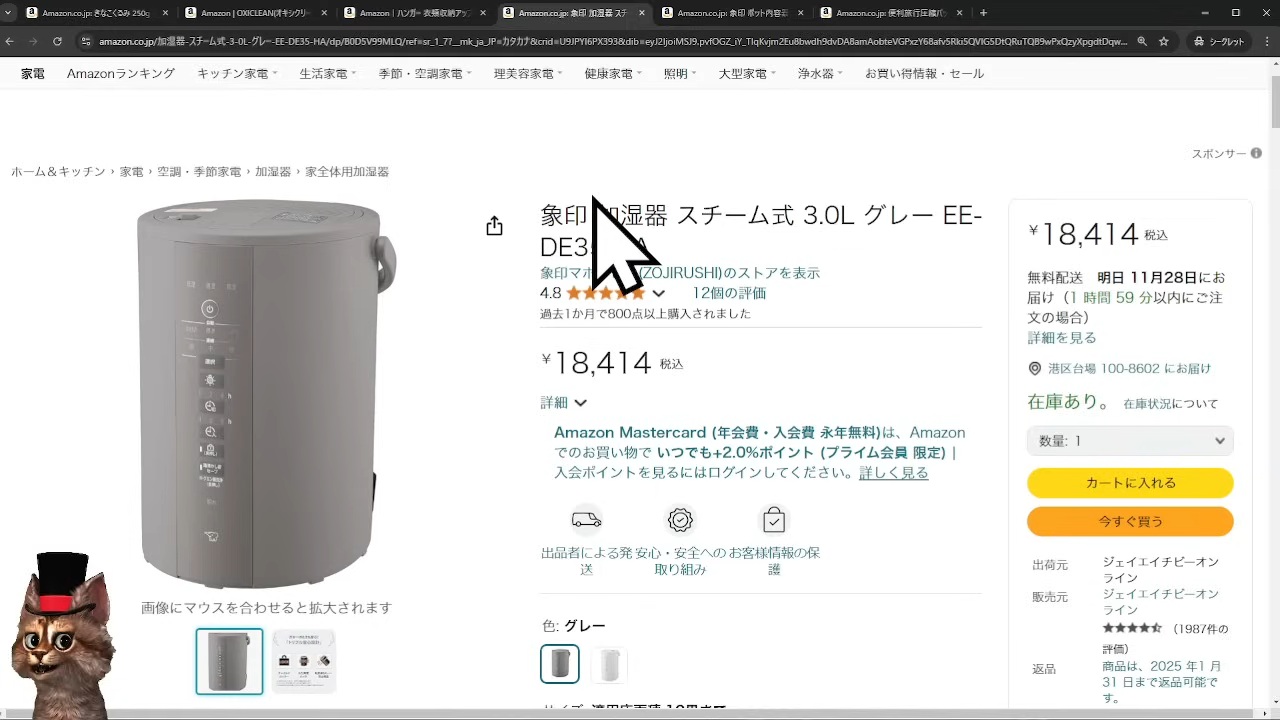 Amazon | OXICLEAN(オキシクリー
Amazon | ハンガー 衣類収納アッ
Amazon.co.jp: 象印 加湿器 ス
Amazon.co.jp: 象印 ポット内容
Amazon | 便利旅行圧縮バ
シークレット
家電 Amazonランキング キッチン家電 生活家電 季節・空調家電 理美容家電 健康家電 照明 大型家電 浄水器 お買い得情報・セール
スポンサー
ホーム＆キッチン › 家電 › 空調・季節家電 › 加湿器 › 家全体用加湿器
象印 加湿器 スチーム式 3.0L グレー EE-
DE35
象印マホ (ZOJIRUSHI)のストアを表示
4.8 12個の評価
過去1か月で800点以上購入されました
¥18,414 税込
詳細
Amazon Mastercard (年会費・入会費 永年無料)は、Amazon
でのお買い物で いつでも+2.0%ポイント (プライム会員 限定) |
入会ポイントを見るにはログインしてください。詳しく見る
出品者による発
送
安心・安全への
取り組み
お客様情報の保
護
色: グレー
画像にマウスを合わせると拡大されます
¥18,414 税込
無料配送 明日 11月28日にお
届け（1 時間 59 分以内にご注
文の場合）
詳細を見る
港区台場 100-8602 にお届け
在庫あり。 在庫状況について
数量: 1
カートに入れる
今すぐ買う
出荷元 ジェイエイチピーオン
ライン
販売元 ジェイエイチピーオン
ライン
（1987件の
評価）
返品 商品は、2025年1月
31 日まで返品可能で
す。